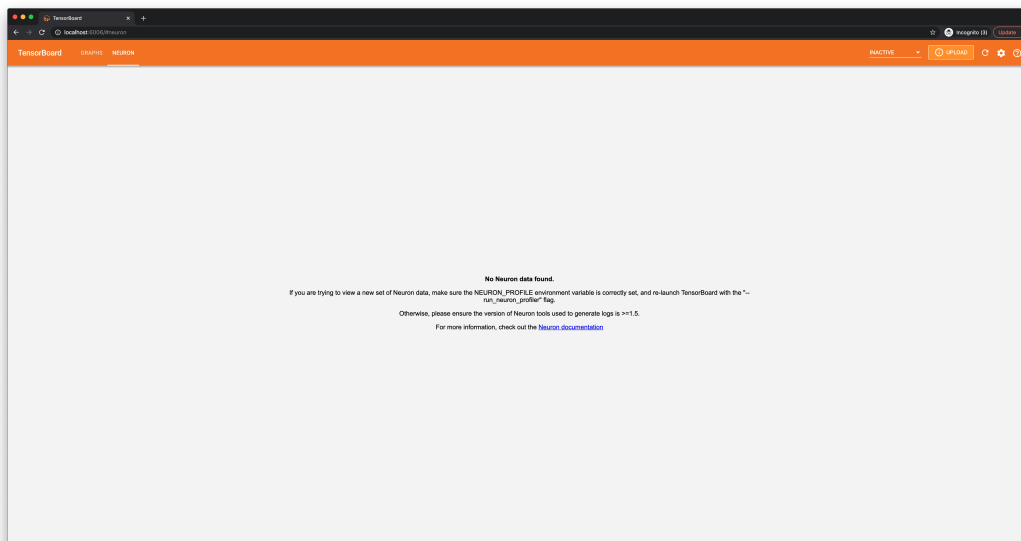 TensorBoard
localhost:6006/#neuron
Incognito (3)
Update
TensorBoard
GRAPHS
NEURON
INACTIVE
UPLOAD
No Neuron data found.
If you are trying to view a new set of Neuron data, make sure the NEURON_PROFILE environment variable is correctly set, and re-launch TensorBoard with the "--
run_neuron_profiler" flag.
Otherwise, please ensure the version of Neuron tools used to generate logs is >=1.5.
For more information, check out the Neuron documentation